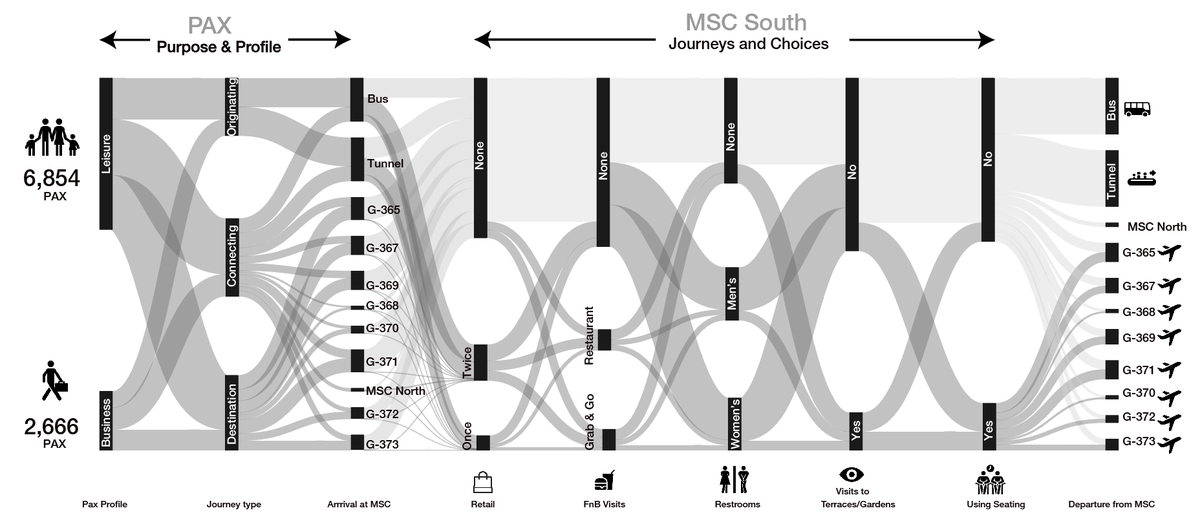 PAX
Purpose & Profile
MSC South
Journeys and Choices
6,854
PAX
2,666
PAX
Leisure
Business
Originating
Connecting
Destination
Bus
Tunnel
G-365
G-367
G-369
G-368
G-370
G-371
MSC North
G-372
G-373
None
Twice
Once
None
Restaurant
Grab & Go
None
Men's
Women's
No
Yes
No
Yes
Bus
Tunnel
MSC North
G-365
G-367
G-368
G-369
G-371
G-370
G-372
G-373
Pax Profile
Journey type
Arrival at MSC
Retail
FnB Visits
Restrooms
Visits to
Terraces/Gardens
Using Seating
Departure from MSC